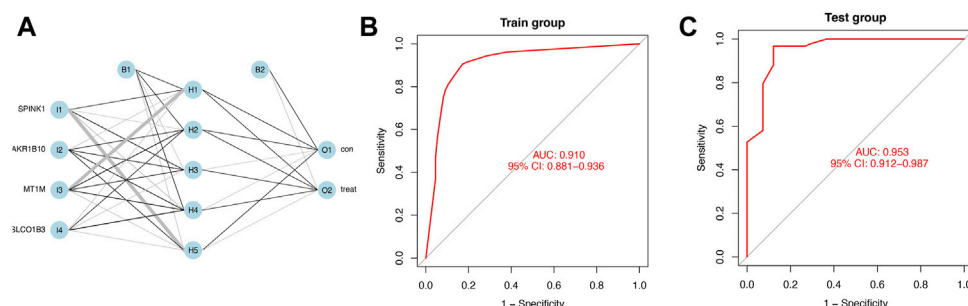 A
B1
B2
SPINK1
I1
H1
AKR1B10
I2
H2
O1
con
MT1M
I3
H3
O2
treat
SLCO1B3
I4
H4
H5
B
Train group
Sensitivity
1.0
0.8
0.6
0.4
0.2
0.0
AUC: 0.910
95% CI: 0.881–0.936
0.0 0.2 0.4 0.6 0.8 1.0
1 – Specificity
C
Test group
Sensitivity
1.0
0.8
0.6
0.4
0.2
0.0
AUC: 0.953
95% CI: 0.912–0.987
0.0 0.2 0.4 0.6 0.8 1.0
1 – Specificity